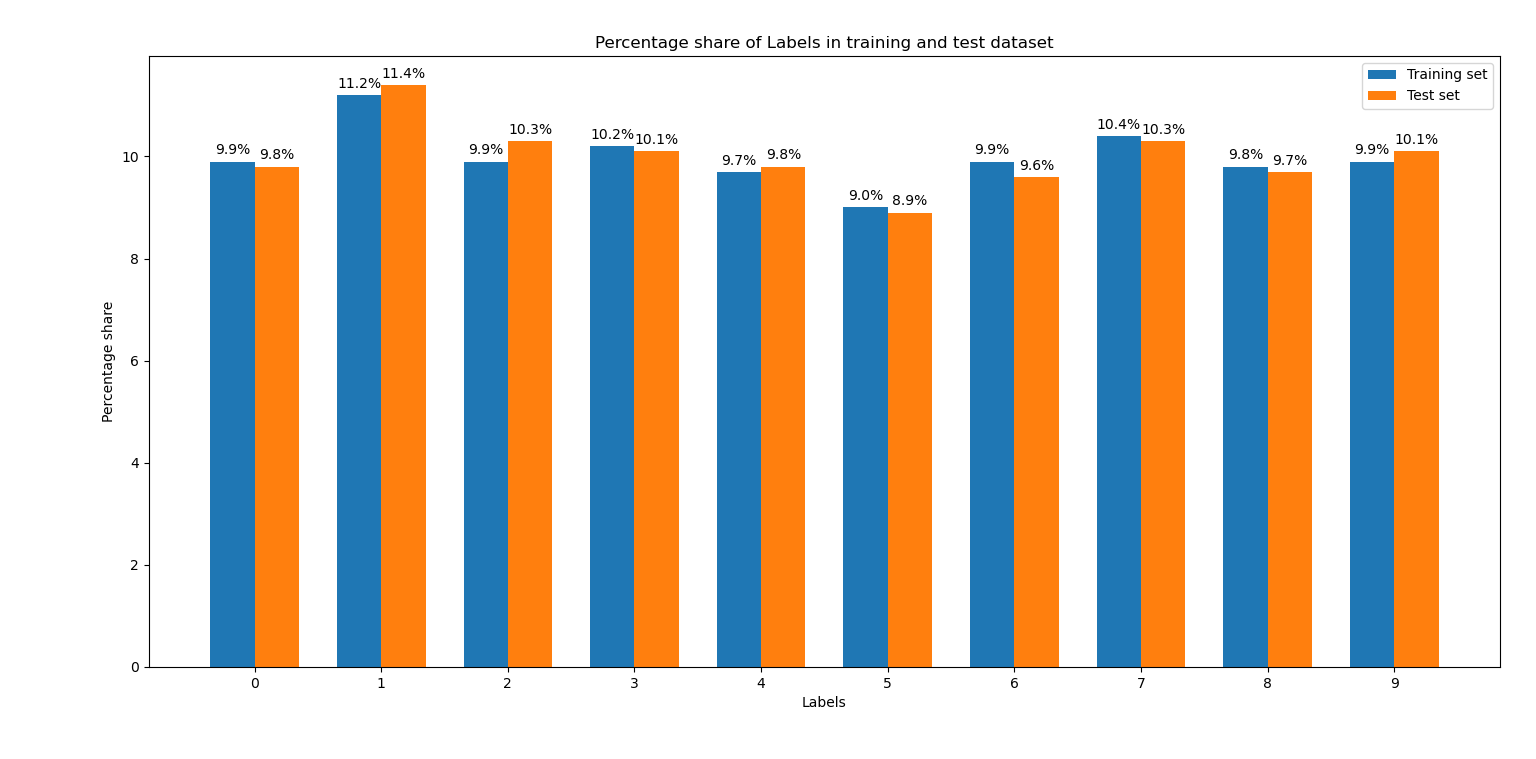 Percentage share of Labels in training and test dataset
Training set
Test set
11.2% 11.4%
9.9% 9.8% 9.9% 10.3% 10.2% 10.1% 9.7% 9.8% 9.0% 8.9% 9.9% 9.6% 10.4% 10.3% 9.8% 9.7% 9.9% 10.1%
10
8
6
4
2
0
Percentage share
0 1 2 3 4 5 6 7 8 9
Labels